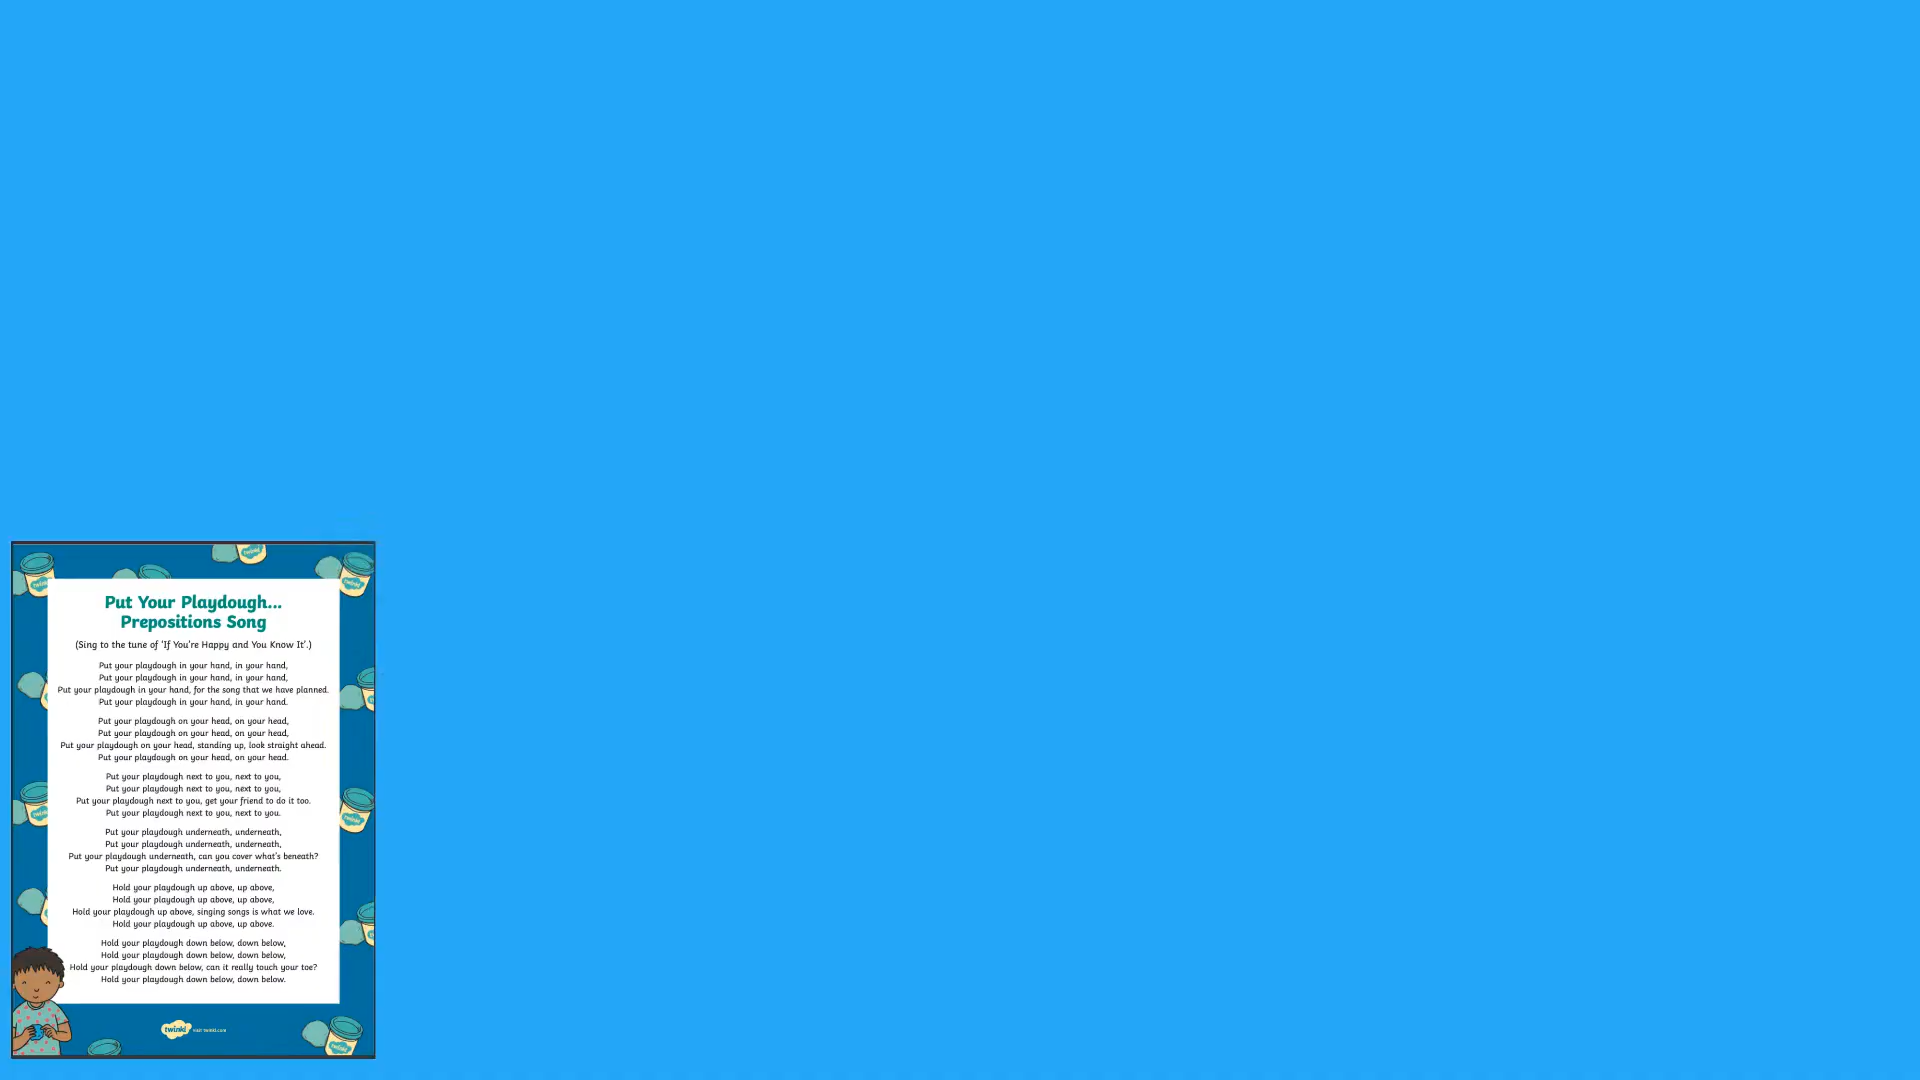 Put Your Playdough...
Prepositions Song
(Sing to the tune of 'If You're Happy and You Know It'.)
Put your playdough in your hand, in your hand,
Put your playdough in your hand, in your hand,
Put your playdough in your hand, for the song that we have planned.
Put your playdough in your hand, in your hand.
Put your playdough on your head, on your head,
Put your playdough on your head, on your head,
Put your playdough on your head, standing up, look straight ahead.
Put your playdough on your head, on your head.
Put your playdough next to you, next to you,
Put your playdough next to you, next to you,
Put your playdough next to you, get your friend to do it too.
Put your playdough next to you, next to you.
Put your playdough underneath, underneath,
Put your playdough underneath, underneath,
Put your playdough underneath, can you cover what's beneath?
Put your playdough underneath, underneath.
Hold your playdough up above, up above,
Hold your playdough up above, up above,
Hold your playdough up above, singing songs is what we love.
Hold your playdough up above, up above.
Hold your playdough down below, down below,
Hold your playdough down below, down below,
Hold your playdough down below, can it really touch your toe?
Hold your playdough down below, down below.
twinkl visit twinkl.com